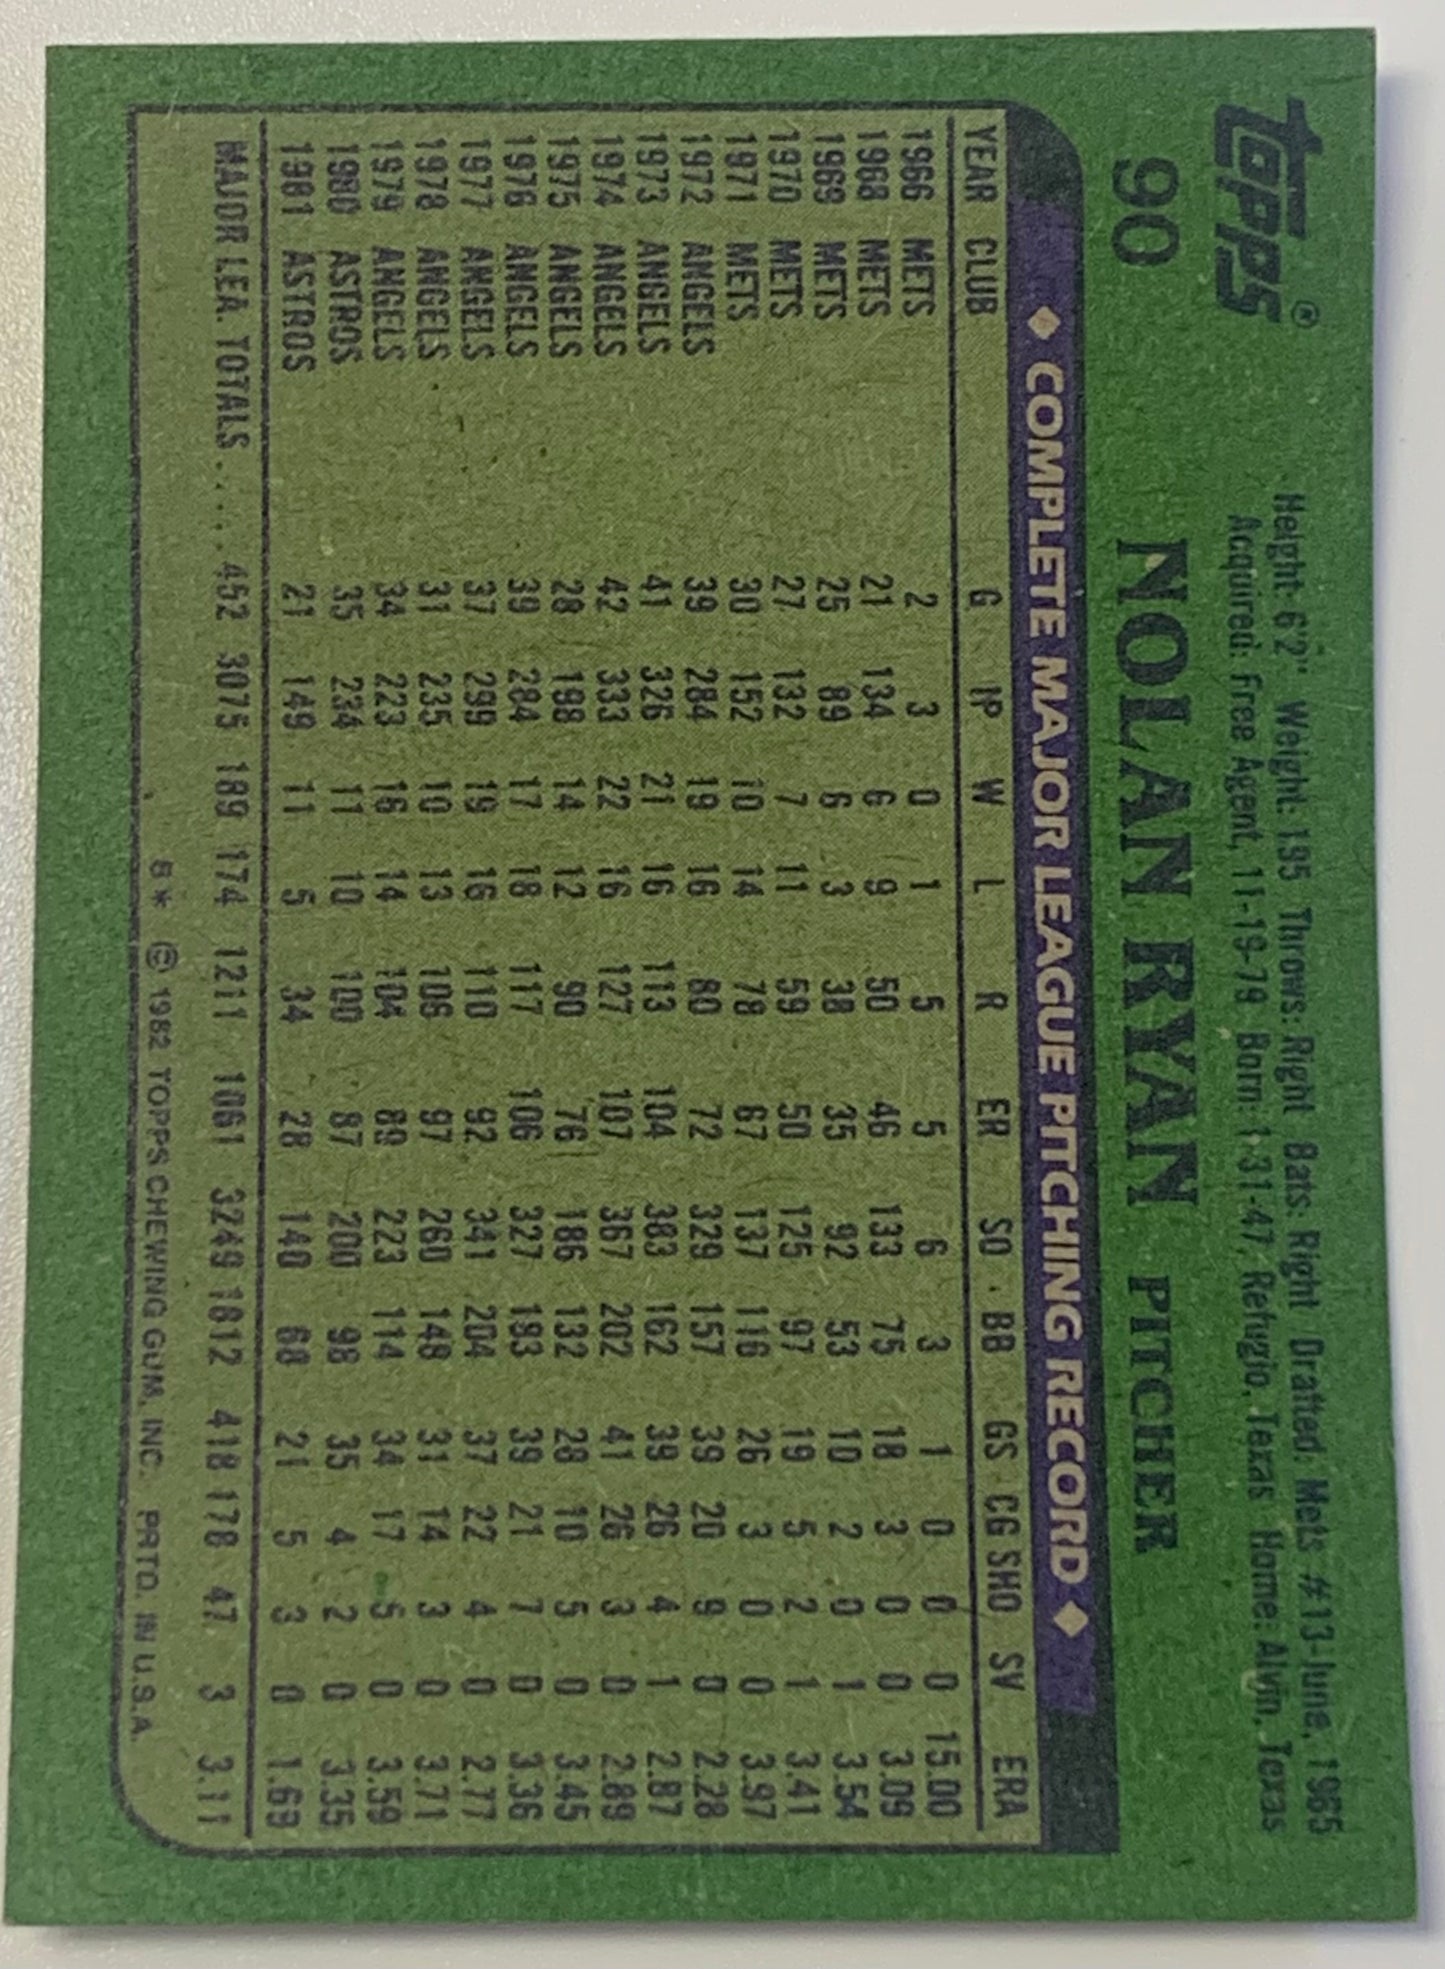 Topps®
Height: 6'2" Weight: 195 Throws: Right Bats: Right Drafted: Mets #13-June, 1965
Acquired: Free Agent, 11-19-79 Born: 1-31-47, Refugio, Texas Home: Alvin, Texas
90 NOLAN RYAN PITCHER
◆ COMPLETE MAJOR LEAGUE PITCHING RECORD ◆
YEAR CLUB G IP W L R ER SO BB GS CG SHO SV ERA
1966 METS 2 3 0 1 5 5 6 3 1 0 0 0 15.00
1968 METS 21 134 6 9 50 46 133 75 18 3 0 0 3.09
1969 METS 25 89 6 3 38 35 92 53 10 2 0 1 3.54
1970 METS 27 132 7 11 59 50 125 97 19 5 2 1 3.41
1971 METS 30 152 10 14 78 67 137 116 26 3 0 0 3.97
1972 ANGELS 39 284 19 16 80 72 329 157 39 20 9 0 2.28
1973 ANGELS 41 326 21 16 113 104 383 162 39 26 4 1 2.87
1974 ANGELS 42 333 22 16 127 107 367 202 41 26 3 0 2.89
1975 ANGELS 28 198 14 12 90 76 186 132 28 10 5 0 3.45
1976 ANGELS 39 284 17 18 117 106 327 183 39 21 7 0 3.36
1977 ANGELS 37 299 19 16 110 92 341 204 37 22 4 0 2.77
1978 ANGELS 31 235 10 13 106 97 260 148 31 14 3 0 3.71
1979 ANGELS 34 223 16 14 104 89 223 114 34 17 5 0 3.59
1980 ASTROS 35 234 11 10 100 87 200 98 35 4 2 0 3.35
1981 ASTROS 21 149 11 5 34 28 140 68 21 5 3 0 1.69
MAJOR LEA. TOTALS ..... 452 3075 189 174 1211 1061 3249 1812 418 178 47 3 3.11
B* © 1982 TOPPS CHEWING GUM, INC. PRTD. IN U.S.A.